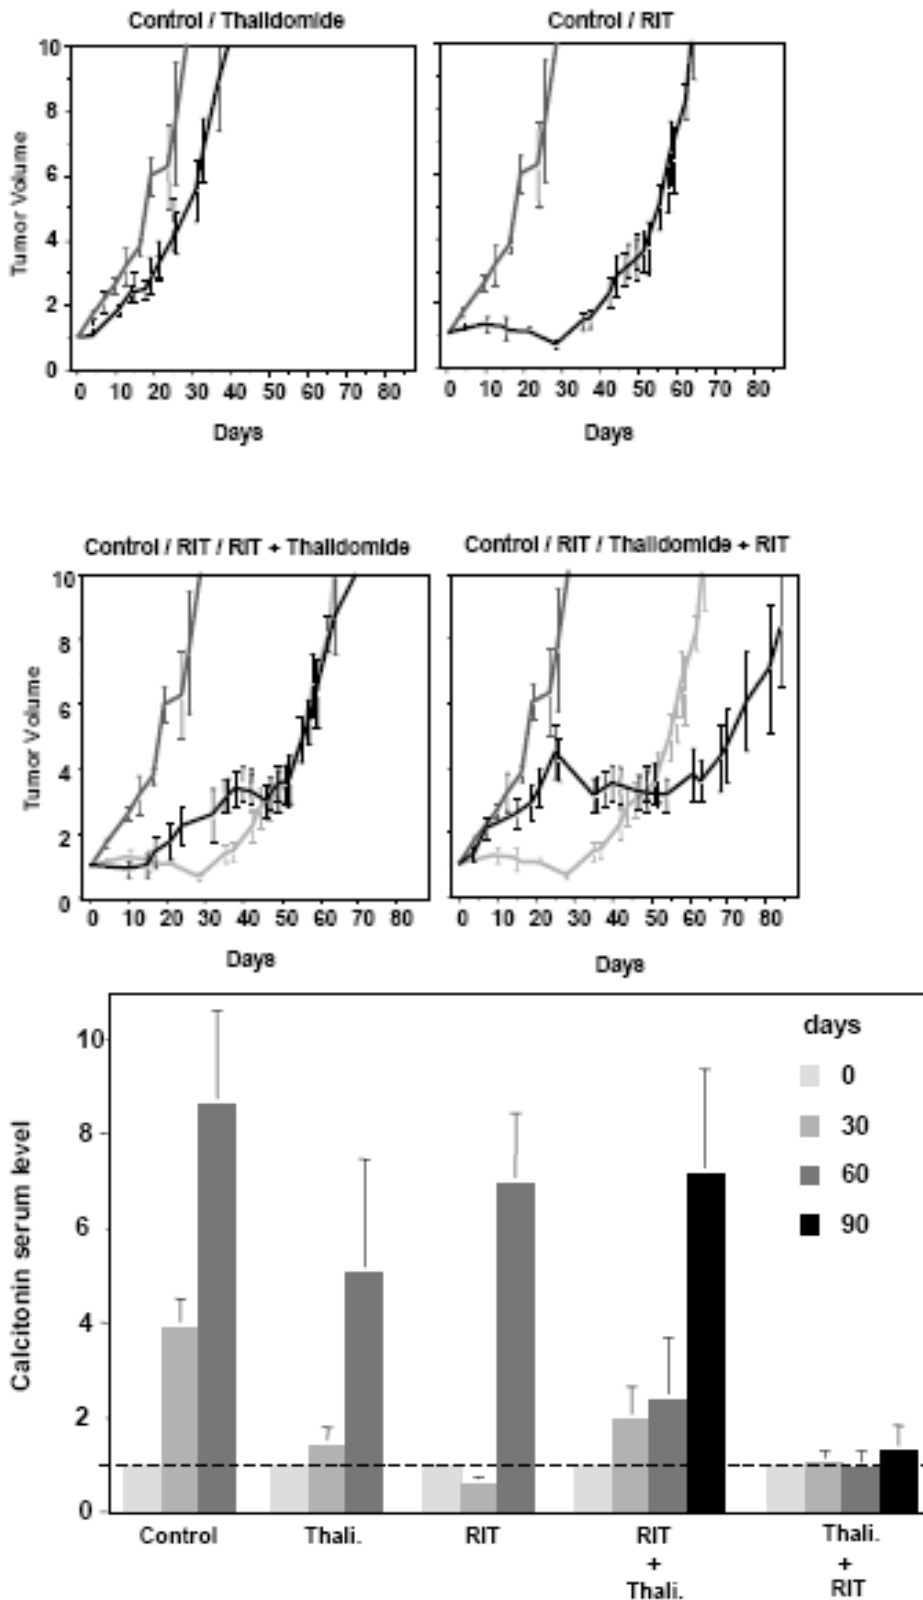 Control / Thalidomide
Control / RIT
10
8
6
4
2
0
Tumor Volume
0 10 20 30 40 50 60 70 80
0 10 20 30 40 50 60 70 80
Days
Days
Control / RIT / RIT + Thalidomide
Control / RIT / Thalidomide + RIT
10
8
6
4
2
0
Tumor Volume
0 10 20 30 40 50 60 70 80
0 10 20 30 40 50 60 70 80
Days
Days
Calcitonin serum level
10
8
6
4
2
0
days
0
30
60
90
Control
Thali.
RIT
RIT
+
Thali.
Thali.
+
RIT